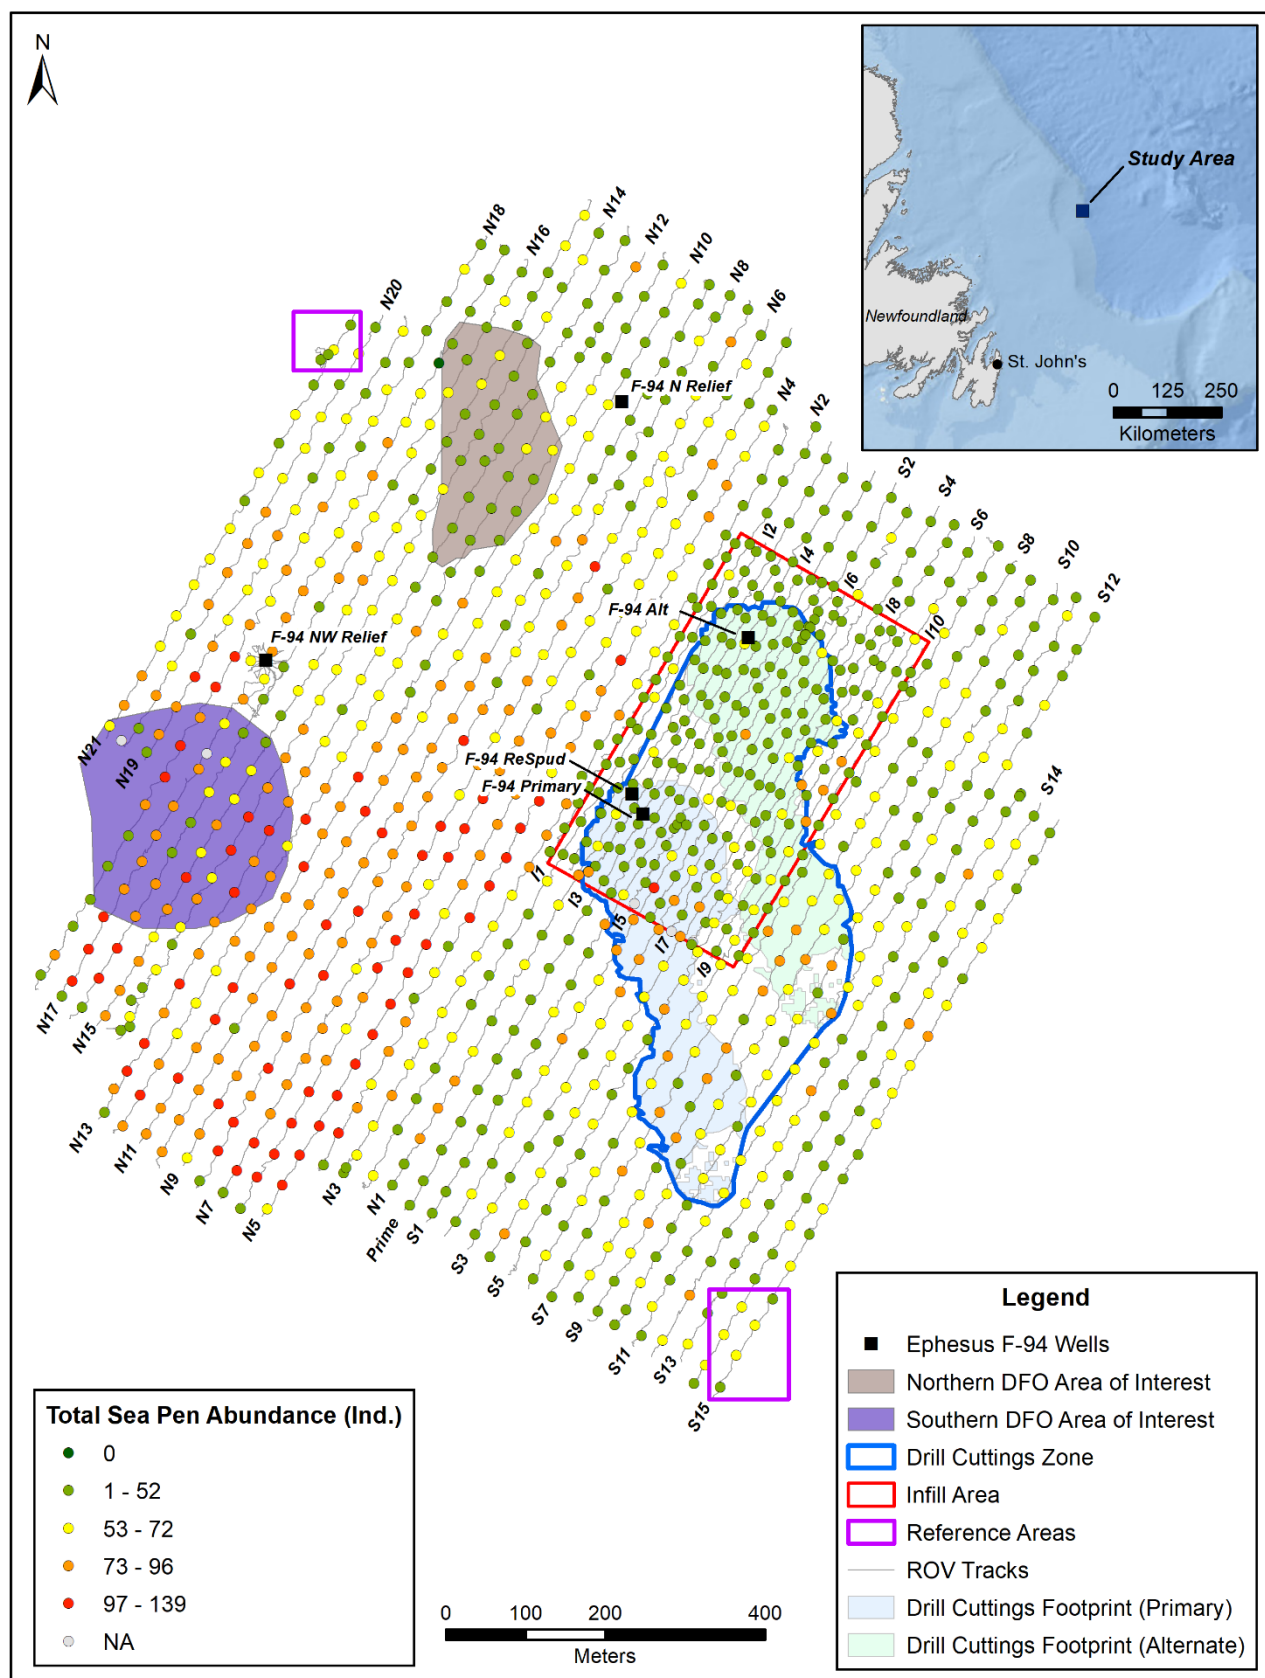 N
Study Area
Newfoundland
St. John's
0 125 250
Kilometers
N18
N16
N14
N12
N10
N8
N6
N20
N4
N2
S2
S4
S6
S8
S10
S12
S14
F-94 N Relief
I2
I4
I6
I8
I10
F-94 Alt
F-94 NW Relief
N21
N19
F-94 ReSpud
F-94 Primary
I1
I3
I5
I7
I9
N17
N15
N13
N11
N9
N7
N5
N3
N1
Prime
S1
S3
S5
S7
S9
S11
S13
S15
Total Sea Pen Abundance (Ind.)
0
1 - 52
53 - 72
73 - 96
97 - 139
NA
0 100 200 400
Meters
Legend
Ephesus F-94 Wells
Northern DFO Area of Interest
Southern DFO Area of Interest
Drill Cuttings Zone
Infill Area
Reference Areas
ROV Tracks
Drill Cuttings Footprint (Primary)
Drill Cuttings Footprint (Alternate)